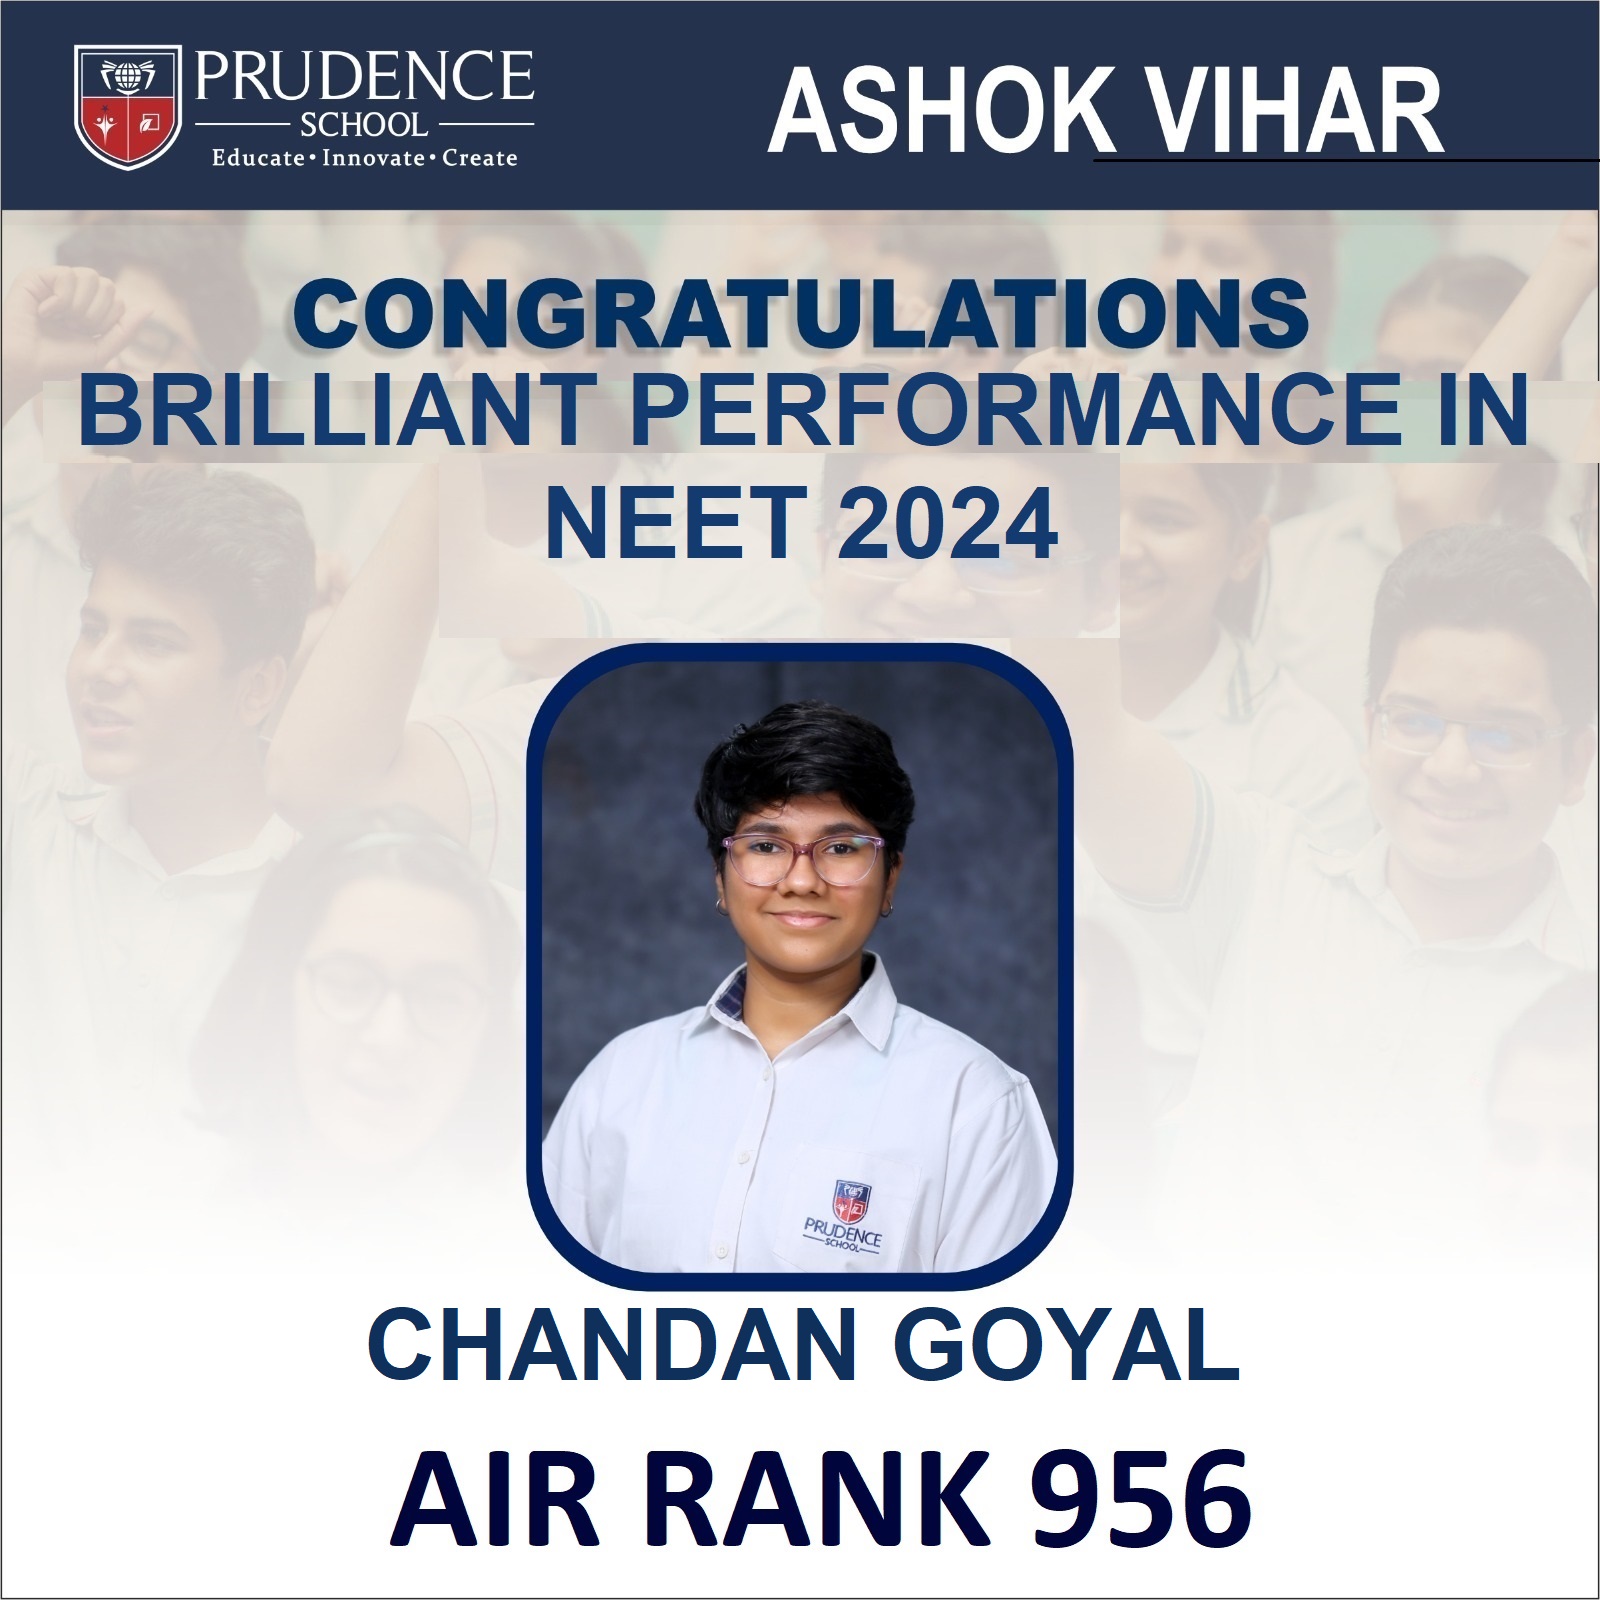 PRUDENCE
SCHOOL
Educate • Innovate • Create
ASHOK VIHAR
CONGRATULATIONS
BRILLIANT PERFORMANCE IN
NEET 2024
PRUDENCE
SCHOOL
CHANDAN GOYAL
AIR RANK 956